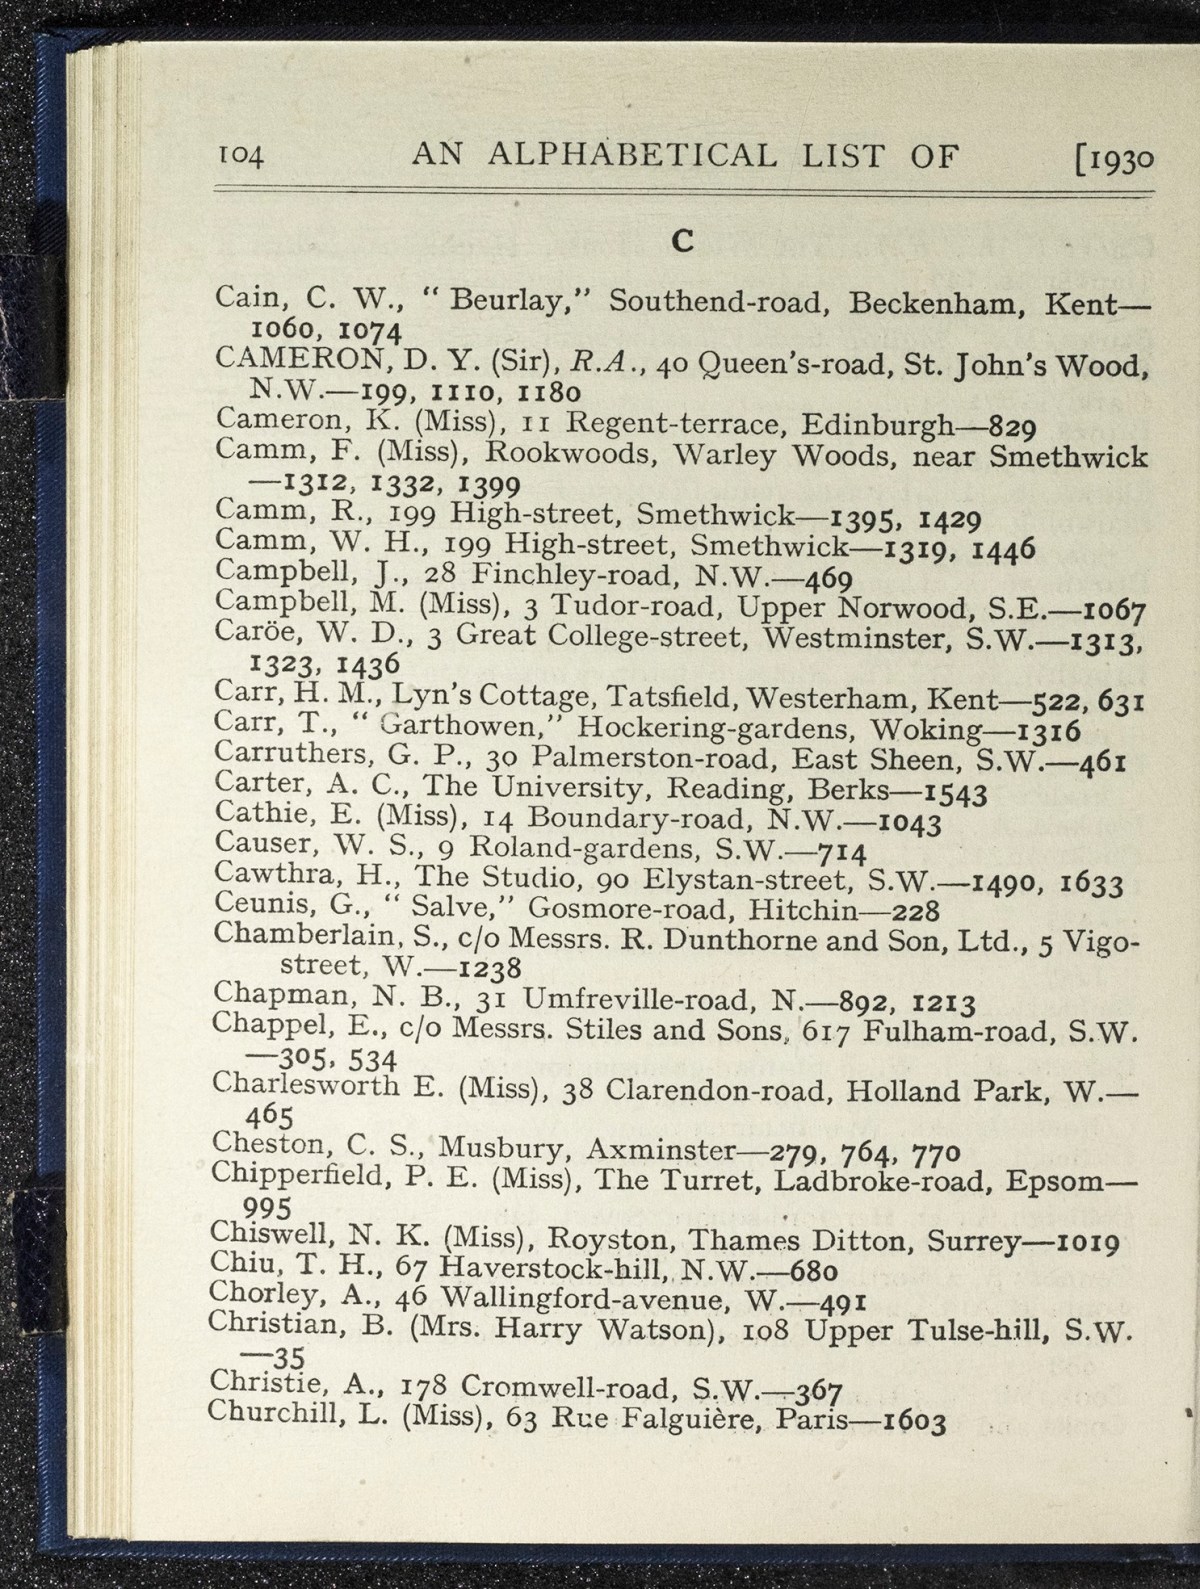 104 AN ALPHABETICAL LIST OF [1930
C
Cain, C. W., “ Beurlay,” Southend-road, Beckenham, Kent—
1060, 1074
CAMERON, D. Y. (Sir), R.A., 40 Queen's-road, St. John's Wood,
N.W.—199, 1110, 1180
Cameron, K. (Miss), 11 Regent-terrace, Edinburgh—829
Camm, F. (Miss), Rookwoods, Warley Woods, near Smethwick
—1312, 1332, 1399
Camm, R., 199 High-street, Smethwick—1395, 1429
Camm, W. H., 199 High-street, Smethwick—1319, 1446
Campbell, J., 28 Finchley-road, N.W.—469
Campbell, M. (Miss), 3 Tudor-road, Upper Norwood, S.E.—1067
Caröe, W. D., 3 Great College-street, Westminster, S.W.—1313,
1323, 1436
Carr, H. M., Lyn's Cottage, Tatsfield, Westerham, Kent—522, 631
Carr, T., “ Garthowen,” Hockering-gardens, Woking—1316
Carruthers, G. P., 30 Palmerston-road, East Sheen, S.W.—461
Carter, A. C., The University, Reading, Berks—1543
Cathie, E. (Miss), 14 Boundary-road, N.W.—1043
Causer, W. S., 9 Roland-gardens, S.W.—714
Cawthra, H., The Studio, 90 Elystan-street, S.W.—1490, 1633
Ceunis, G., “ Salve,” Gosmore-road, Hitchin—228
Chamberlain, S., c/o Messrs. R. Dunthorne and Son, Ltd., 5 Vigo-
street, W.—1238
Chapman, N. B., 31 Umfreville-road, N.—892, 1213
Chappel, E., c/o Messrs. Stiles and Sons, 617 Fulham-road, S.W.
—305, 534
Charlesworth E. (Miss), 38 Clarendon-road, Holland Park, W.—
465
Cheston, C. S., Musbury, Axminster—279, 764, 770
Chipperfield, P. E. (Miss), The Turret, Ladbroke-road, Epsom—
995
Chiswell, N. K. (Miss), Royston, Thames Ditton, Surrey—1019
Chiu, T. H., 67 Haverstock-hill, N.W.—680
Chorley, A., 46 Wallingford-avenue, W.—491
Christian, B. (Mrs. Harry Watson), 108 Upper Tulse-hill, S.W.
—35
Christie, A., 178 Cromwell-road, S.W.—367
Churchill, L. (Miss), 63 Rue Falguière, Paris—1603